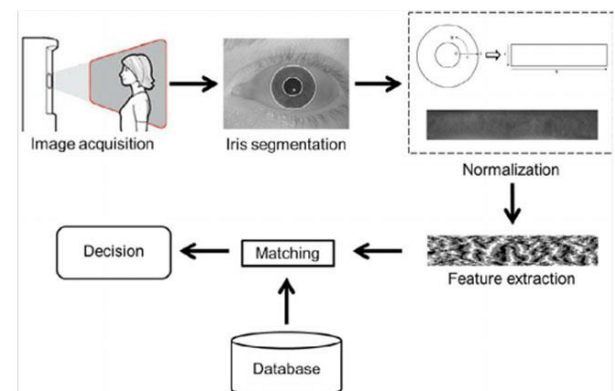 Image acquisition
Iris segmentation
Normalization
Feature extraction
Matching
Decision
Database